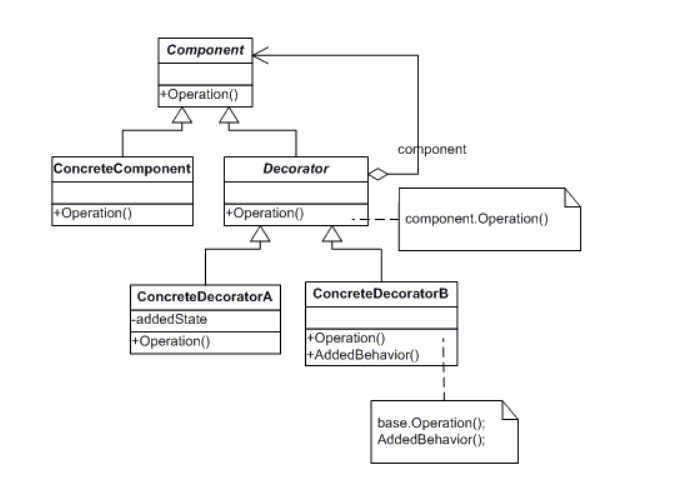 Component
+Operation()
component
ConcreteComponent
+Operation()
Decorator
+Operation()
component.Operation()
ConcreteDecoratorA
-addedState
+Operation()
ConcreteDecoratorB
+Operation()
+AddedBehavior()
base.Operation();
AddedBehavior();